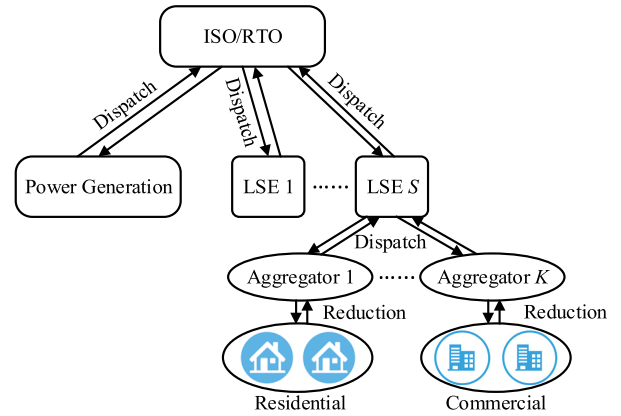 ISO/RTO
Dispatch
Dispatch
Dispatch
Power Generation
LSE 1
......
LSE S
Dispatch
Aggregator 1
......
Aggregator K
Reduction
Reduction
Residential
Commercial